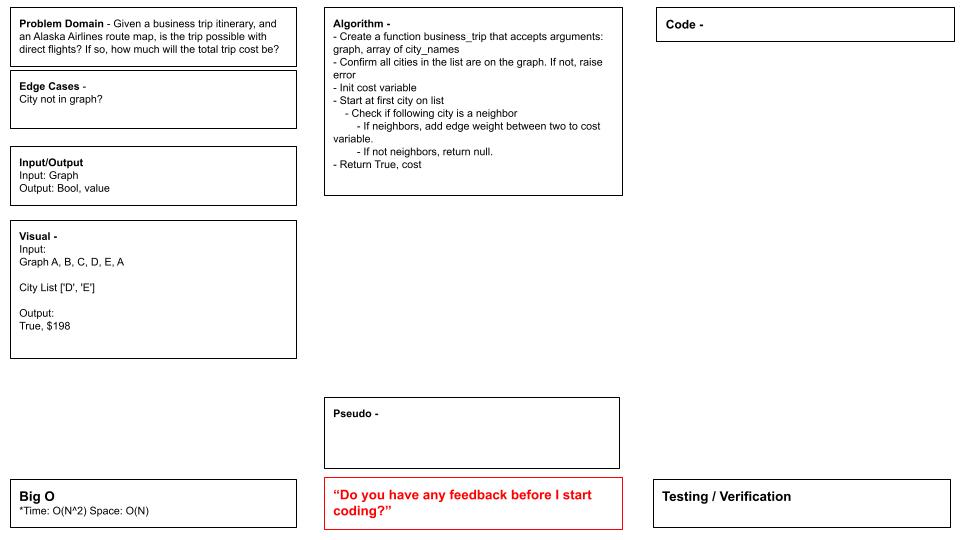 Problem Domain - Given a business trip itinerary, and
an Alaska Airlines route map, is the trip possible with
direct flights? If so, how much will the total trip cost be?
Edge Cases -
City not in graph?
Input/Output
Input: Graph
Output: Bool, value
Visual -
Input:
Graph A, B, C, D, E, A
City List ['D', 'E']
Output:
True, $198
Big O
*Time: O(N^2) Space: O(N)
Algorithm -
- Create a function business_trip that accepts arguments:
graph, array of city_names
- Confirm all cities in the list are on the graph. If not, raise
error
- Init cost variable
- Start at first city on list
- Check if following city is a neighbor
- If neighbors, add edge weight between two to cost
variable.
- If not neighbors, return null.
- Return True, cost
Pseudo -
“Do you have any feedback before I start
coding?”
Code -
Testing / Verification